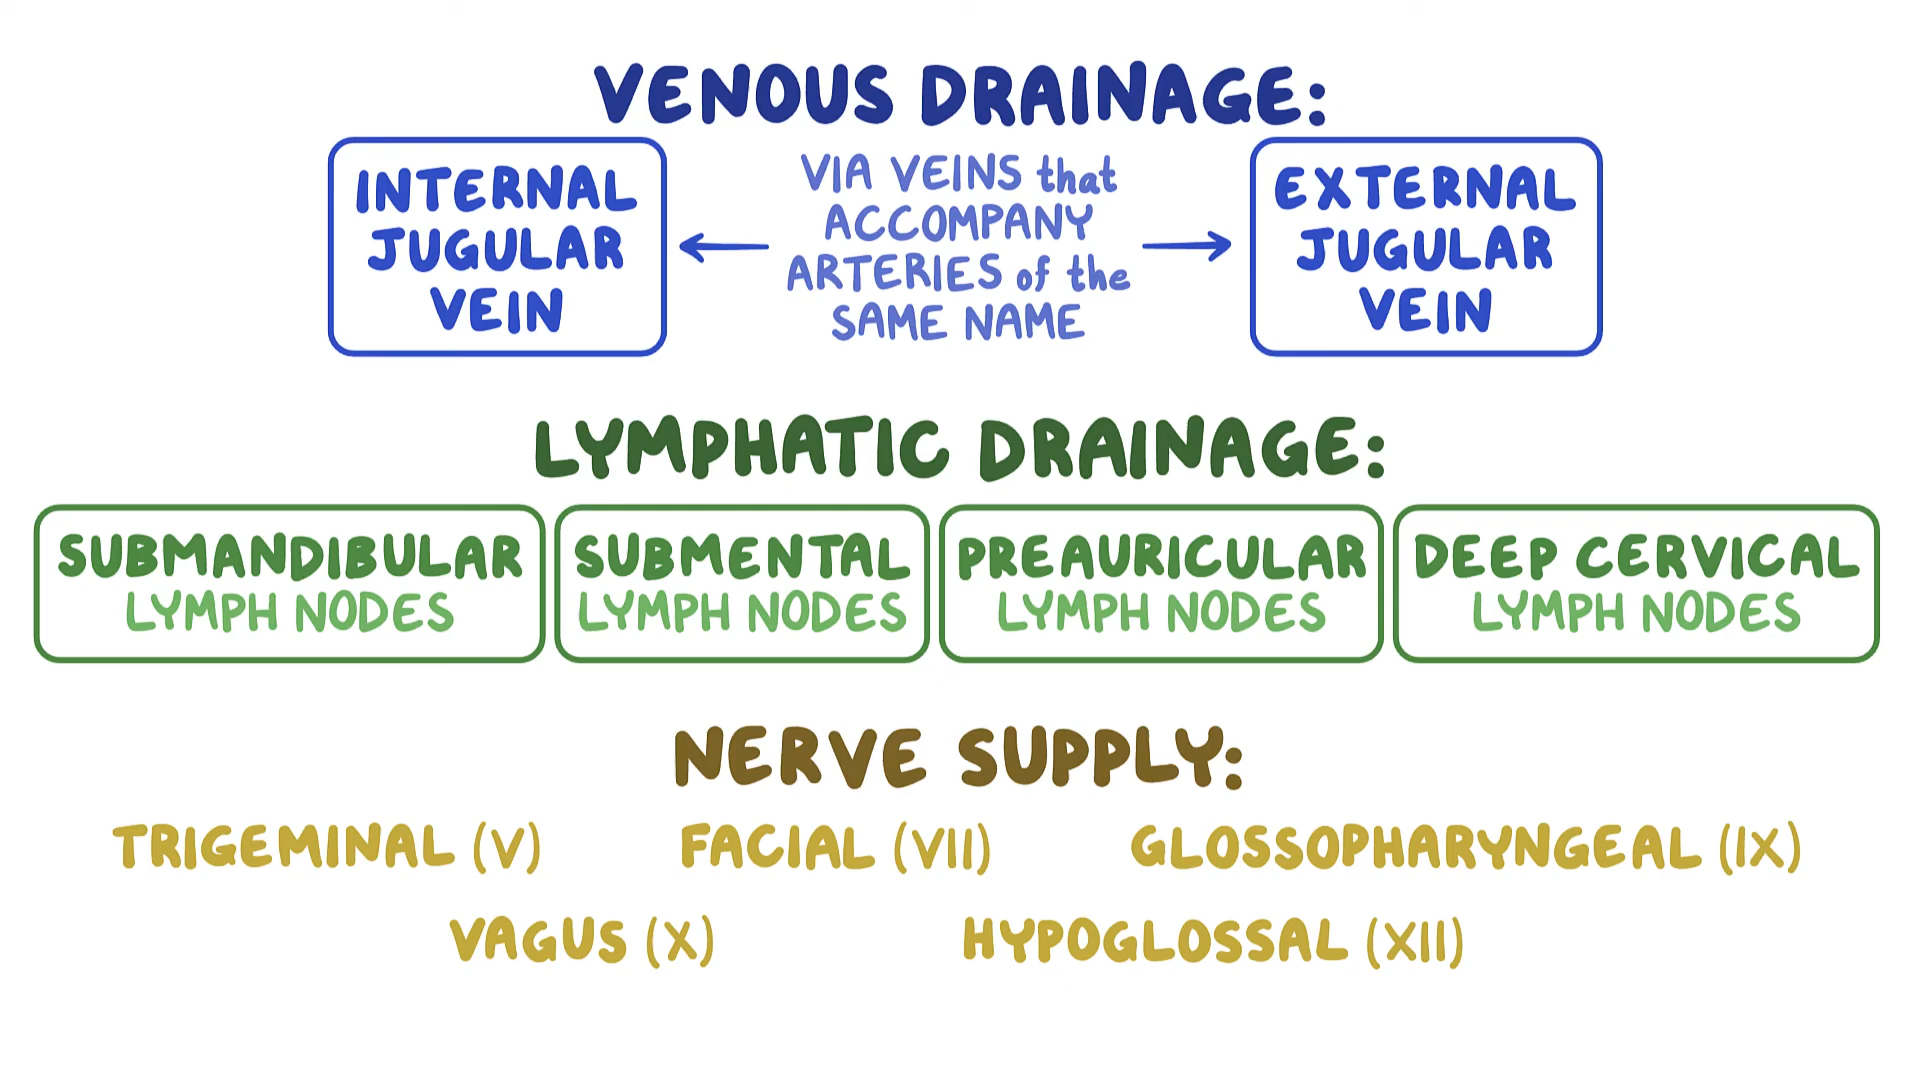 VENOUS DRAINAGE:
INTERNAL
JUGULAR
VEIN
VIA VEINS that
ACCOMPANY
ARTERIES of the
SAME NAME
EXTERNAL
JUGULAR
VEIN
LYMPHATIC DRAINAGE:
SUBMANDIBULAR
LYMPH NODES
SUBMENTAL
LYMPH NODES
PREAURICULAR
LYMPH NODES
DEEP CERVICAL
LYMPH NODES
NERVE SUPPLY:
TRIGEMINAL (V) FACIAL (VII) GLOSSOPHARYNGEAL (IX)
VAGUS (X) HYPOGLOSSAL (XII)